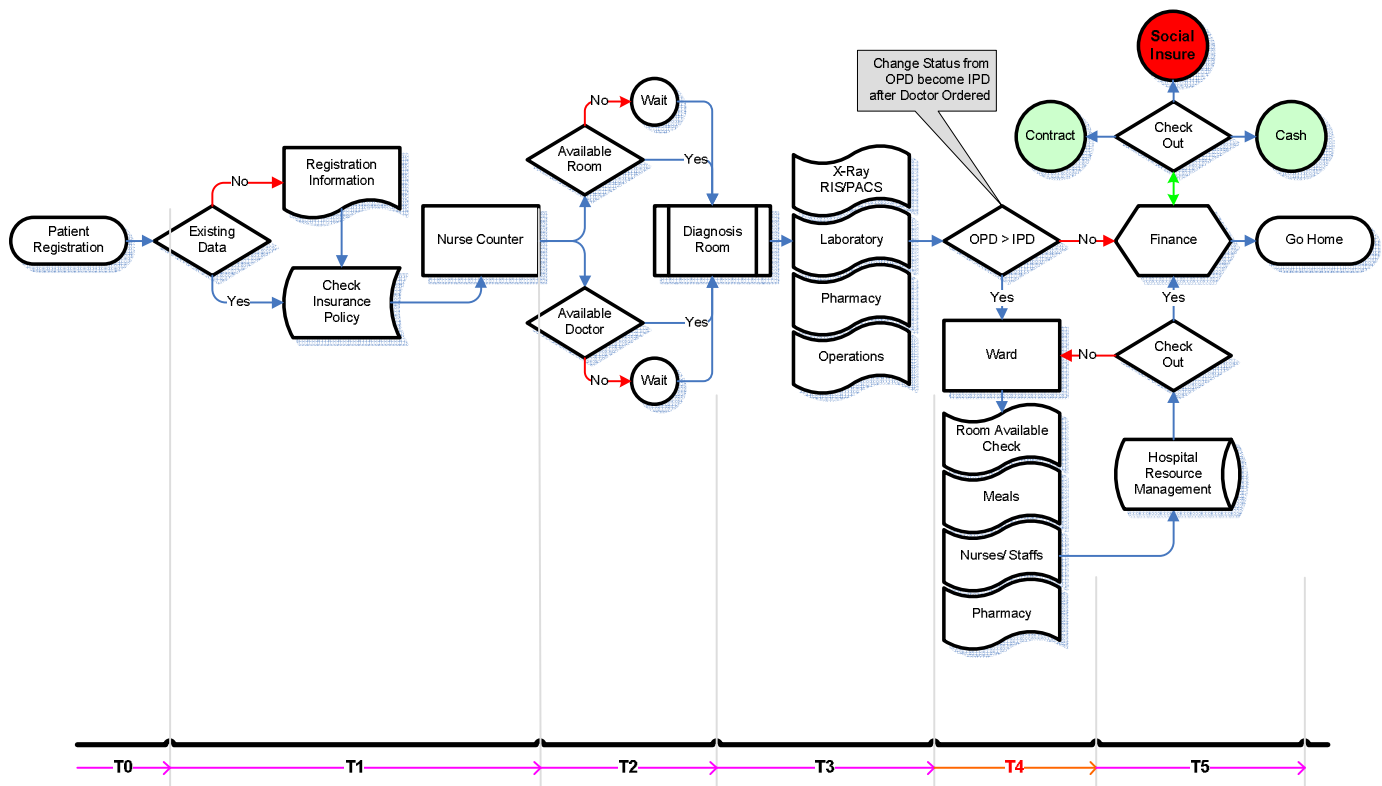 Social
Insure
Change Status from
OPD become IPD
after Doctor Ordered
No
Wait
Contract
Check
Out
Cash
Available
Room
Yes
Registration
Information
No
X-Ray
RIS/PACS
Patient
Registration
Existing
Data
Nurse Counter
Diagnosis
Room
Laboratory
OPD > IPD
No
Finance
Go Home
Check
Insurance
Policy
Yes
Available
Doctor
Yes
No
Wait
Pharmacy
Operations
Yes
Ward
Yes
No
Check
Out
Room Available
Check
Meals
Nurses/ Staffs
Pharmacy
Hospital
Resource
Management
T0
T1
T2
T3
T4
T5